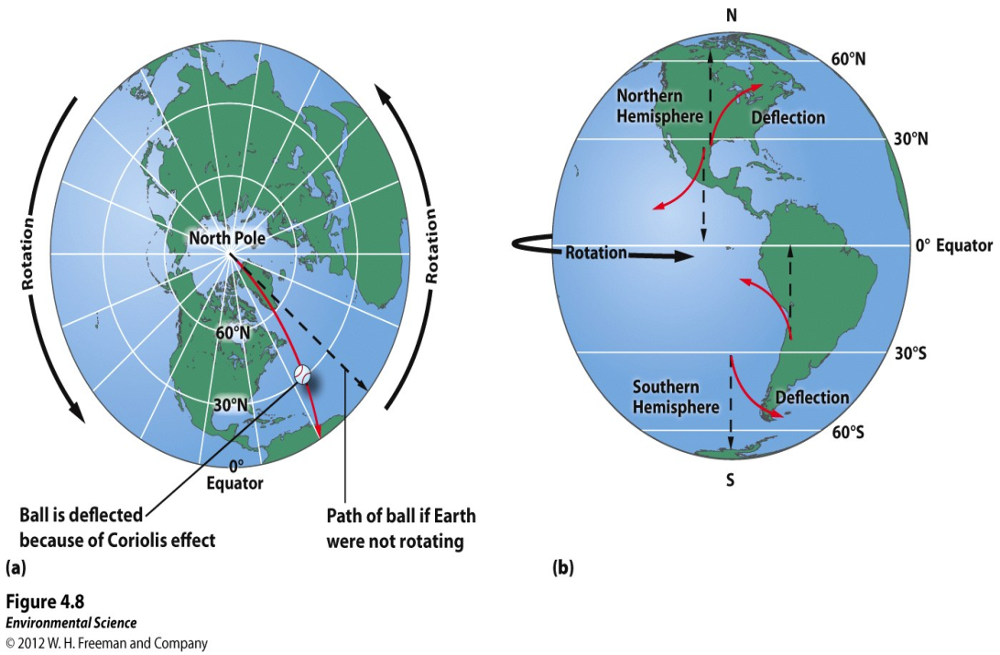 Rotation
Rotation
North Pole
60°N
30°N
0°
Equator
Ball is deflected
because of Coriolis effect
Path of ball if Earth
were not rotating
(a)
N
60°N
Northern
Hemisphere
Deflection
30°N
Rotation
0° Equator
30°S
Southern
Hemisphere
Deflection
60°S
S
(b)
Figure 4.8
Environmental Science
© 2012 W. H. Freeman and Company